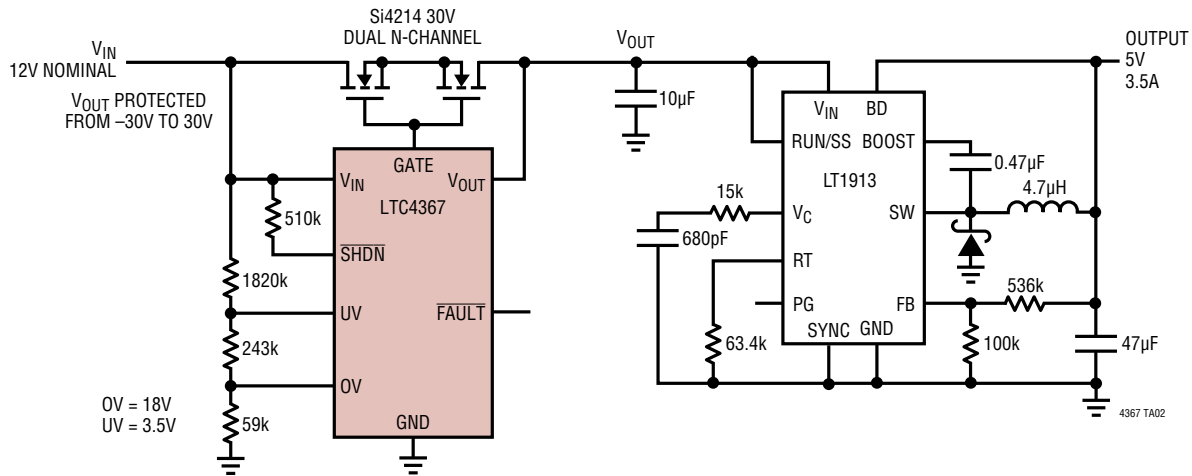 Si4214 30V
DUAL N-CHANNEL
VIN
12V NOMINAL
VOUT PROTECTED
FROM –30V TO 30V
VOUT
OUTPUT
5V
3.5A
10µF
GATE
VIN
VOUT
LTC4367
510k
SHDN
1820k
UV
FAULT
243k
OV
OV = 18V
UV = 3.5V
59k
GND
VIN
BD
RUN/SS
BOOST
LT1913
0.47µF
4.7µH
15k
VC
SW
680pF
RT
536k
PG
FB
SYNC
GND
63.4k
100k
47µF
4367 TA02